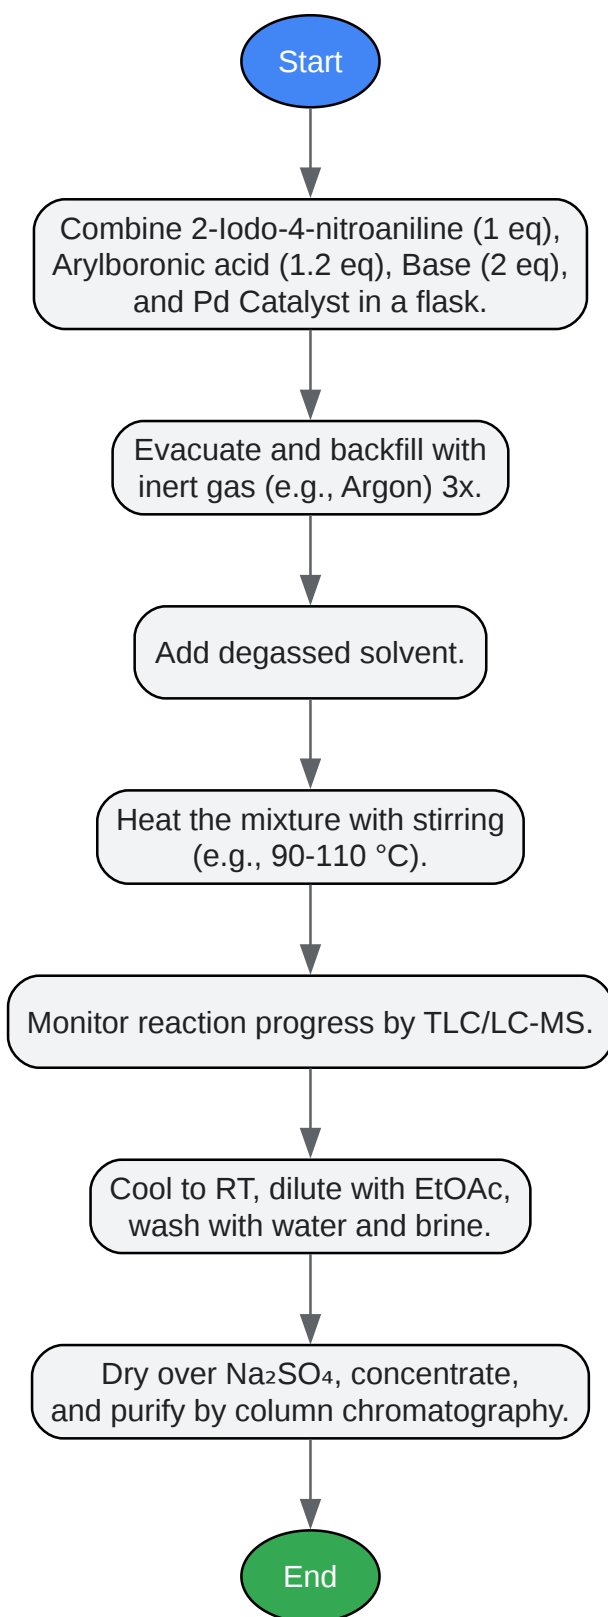 Start
Combine 2-Iodo-4-nitroaniline (1 eq),
Arylboronic acid (1.2 eq), Base (2 eq),
and Pd Catalyst in a flask.
Evacuate and backfill with
inert gas (e.g., Argon) 3x.
Add degassed solvent.
Heat the mixture with stirring
(e.g., 90-110 °C).
Monitor reaction progress by TLC/LC-MS.
Cool to RT, dilute with EtOAc,
wash with water and brine.
Dry over Na₂SO₄, concentrate,
and purify by column chromatography.
End